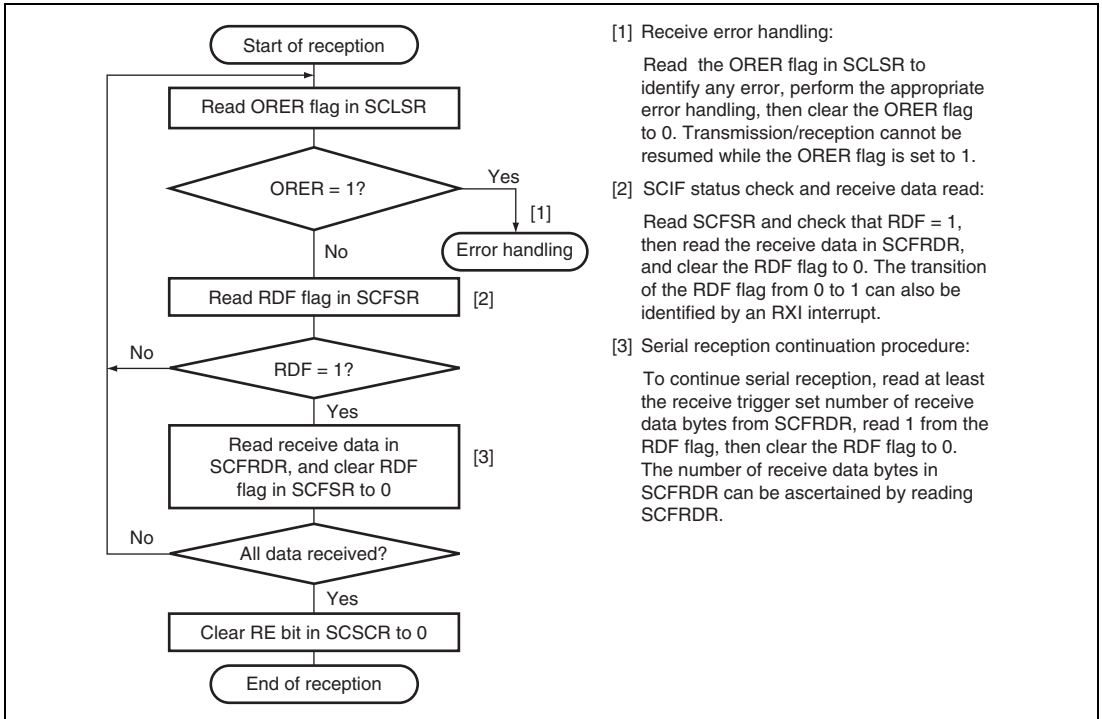 Start of reception
Read ORER flag in SCLSR
ORER = 1?
Yes
[1]
Error handling
No
Read RDF flag in SCFSR
[2]
No
RDF = 1?
Yes
Read receive data in
SCFRDR, and clear RDF
flag in SCFSR to 0
[3]
No
All data received?
Yes
Clear RE bit in SCSCR to 0
End of reception
[1] Receive error handling:
Read the ORER flag in SCLSR to
identify any error, perform the appropriate
error handling, then clear the ORER flag
to 0. Transmission/reception cannot be
resumed while the ORER flag is set to 1.
[2] SCIF status check and receive data read:
Read SCFSR and check that RDF = 1,
then read the receive data in SCFRDR,
and clear the RDF flag to 0. The transition
of the RDF flag from 0 to 1 can also be
identified by an RXI interrupt.
[3] Serial reception continuation procedure:
To continue serial reception, read at least
the receive trigger set number of receive
data bytes from SCFRDR, read 1 from the
RDF flag, then clear the RDF flag to 0.
The number of receive data bytes in
SCFRDR can be ascertained by reading
SCFRDR.